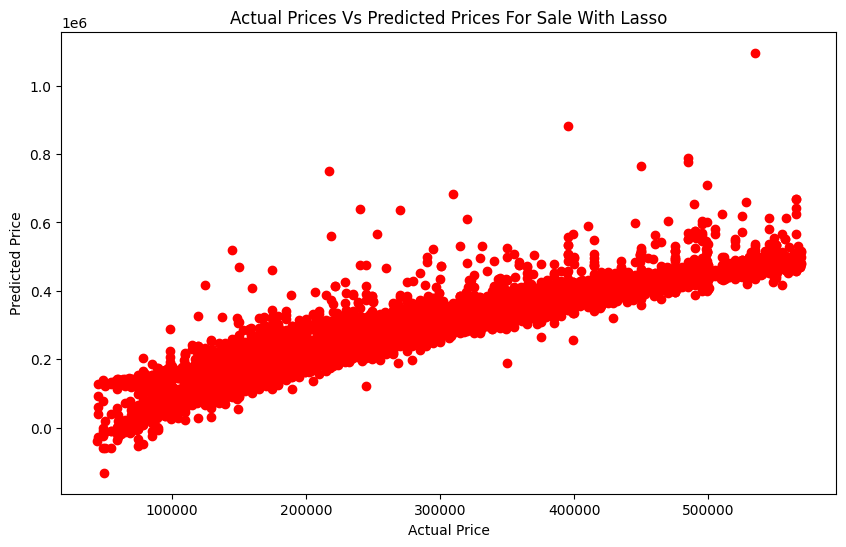 Actual Prices Vs Predicted Prices For Sale With Lasso
1e6
1.0
0.8
0.6
0.4
0.2
0.0
Predicted Price
100000 200000 300000 400000 500000
Actual Price